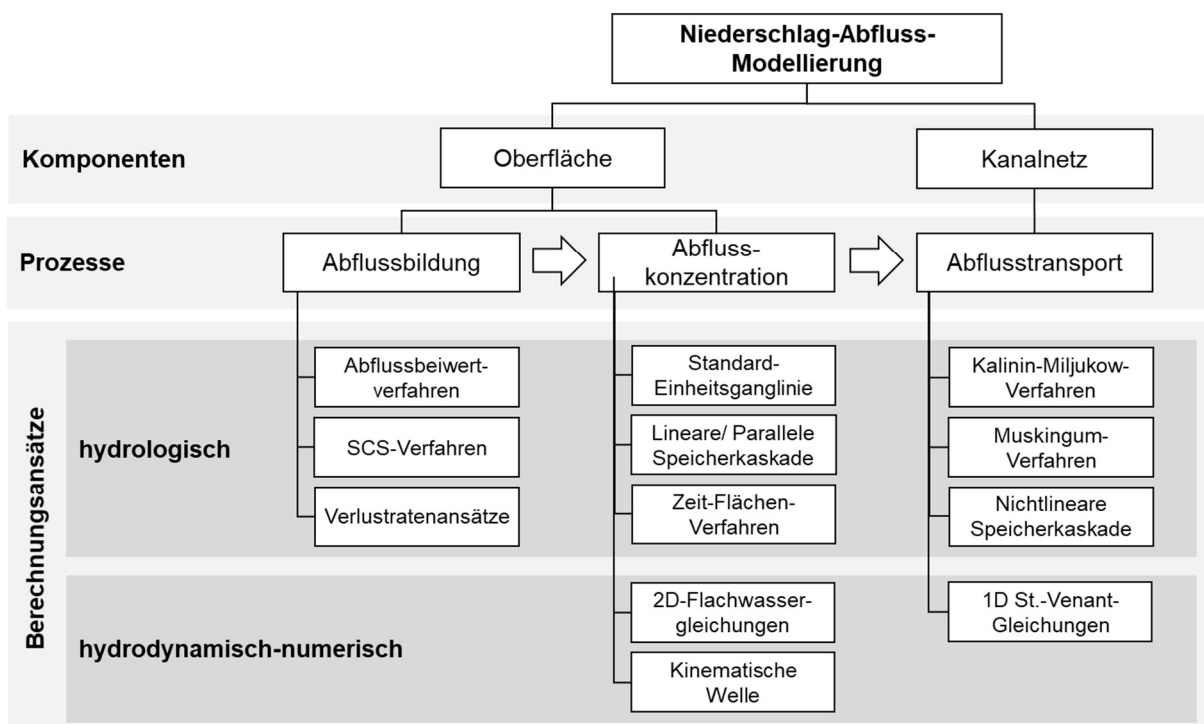 Niederschlag-Abfluss-
Modellierung
Komponenten
Oberfläche
Kanalnetz
Prozesse
Abflussbildung
Abfluss-
konzentration
Abflusstransport
Berechnungsansätze
hydrologisch
Abflussbeiwert-
verfahren
SCS-Verfahren
Verlustratenansätze
Standard-
Einheitsganglinie
Lineare/ Parallele
Speicherkaskade
Zeit-Flächen-
Verfahren
Kalinin-Miljukow-
Verfahren
Muskingum-
Verfahren
Nichtlineare
Speicherkaskade
hydrodynamisch-numerisch
2D-Flachwasser-
gleichungen
Kinematische
Welle
1D St.-Venant-
Gleichungen